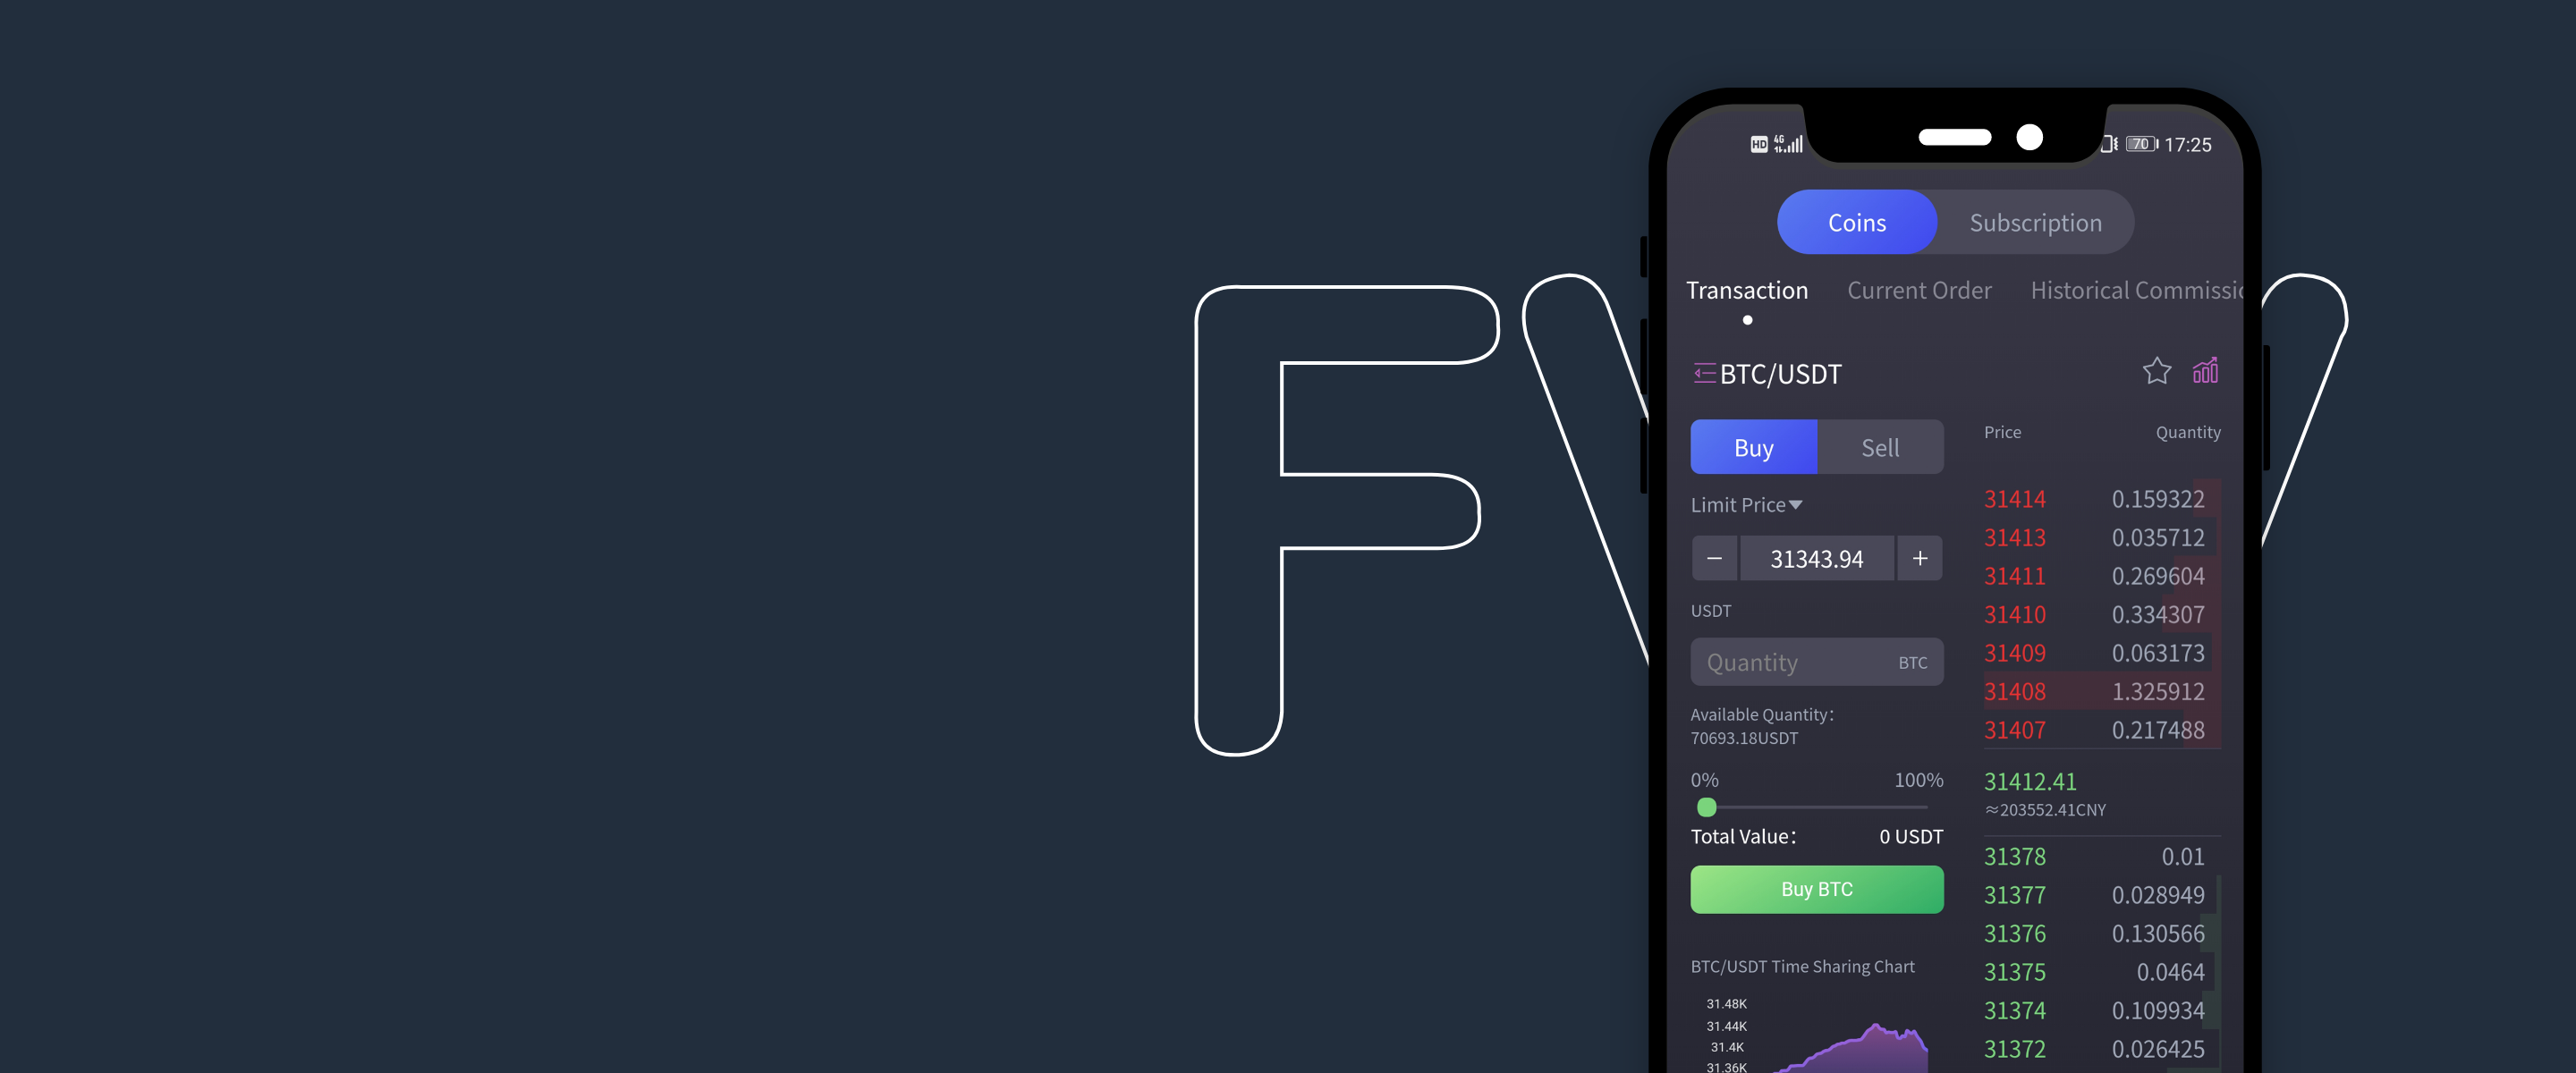 F
HD 4G 70 17:25
Coins Subscription
Transaction Current Order Historical
BTC/USDT
Buy Sell
Limit Price
− 31343.94 +
USDT
Quantity BTC
Available Quantity：
70693.18USDT
0% 100%
Total Value： 0 USDT
Buy BTC
BTC/USDT Time Sharing Chart
31.48K
31.44K
31.4K
31.36K
Price Quantity
31414 0.159322
31413 0.035712
31411 0.269604
31410 0.334307
31409 0.063173
31408 1.325912
31407 0.217488
31412.41
≈203552.41CNY
31378 0.01
31377 0.028949
31376 0.130566
31375 0.0464
31374 0.109934
31372 0.026425